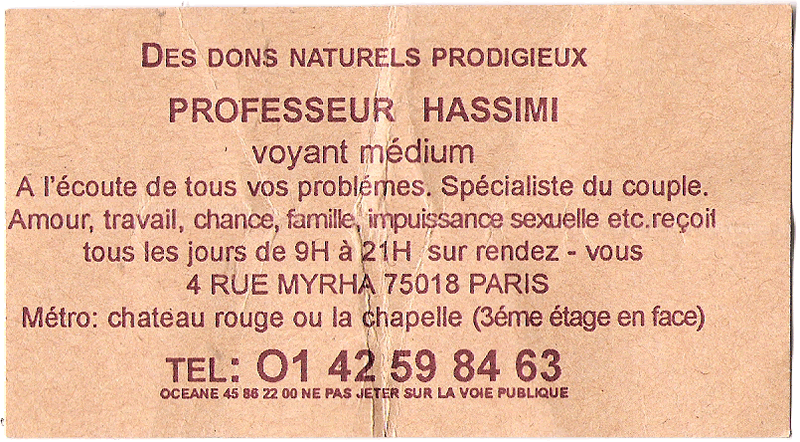 DES DONS NATURELS PRODIGIEUX
PROFESSEUR HASSIMI
voyant médium
A l'écoute de tous vos problémes. Spécialiste du couple.
Amour, travail, chance, famille, impuissance sexuelle etc.reçoit
tous les jours de 9H à 21H sur rendez - vous
4 RUE MYRHA 75018 PARIS
Métro: chateau rouge ou la chapelle (3éme étage en face)
TEL: O1 42 59 84 63
OCEANE 45 86 22 00 NE PAS JETER SUR LA VOIE PUBLIQUE